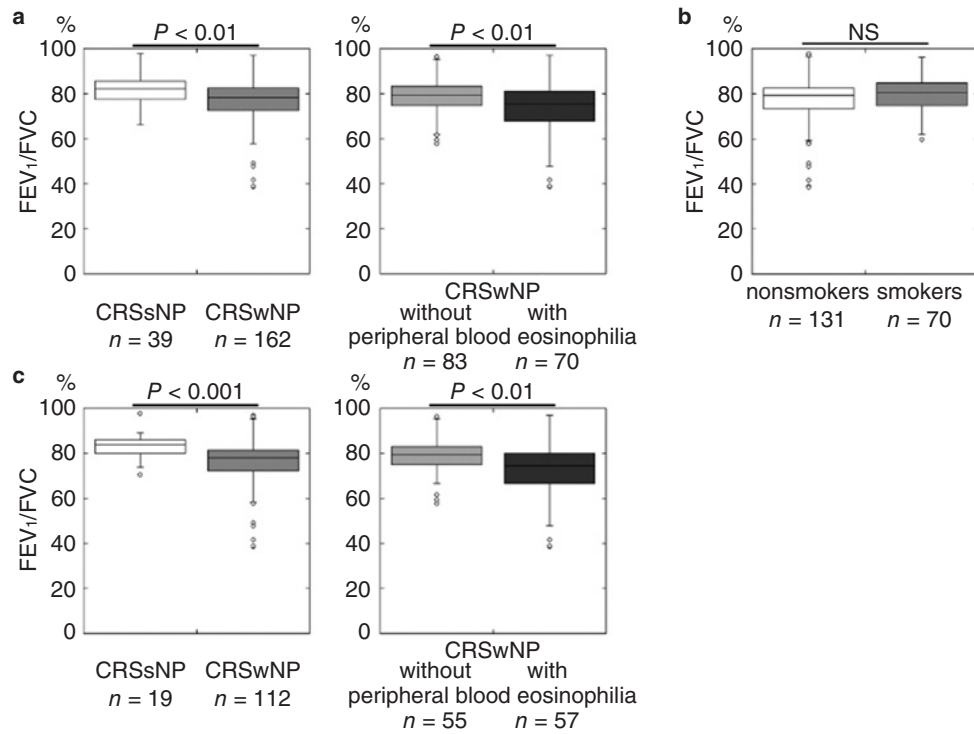 a
%
P < 0.01
FEV₁/FVC
100
80
60
40
20
0
CRSsNP
n = 39
CRSwNP
n = 162
P < 0.01
100
80
60
40
20
0
CRSwNP
without with
peripheral blood eosinophilia
n = 83 n = 70
b
%
NS
FEV₁/FVC
100
80
60
40
20
0
nonsmokers smokers
n = 131 n = 70
c
%
P < 0.001
FEV₁/FVC
100
80
60
40
20
0
CRSsNP
n = 19
CRSwNP
n = 112
%
P < 0.01
100
80
60
40
20
0
CRSwNP
without with
peripheral blood eosinophilia
n = 55 n = 57